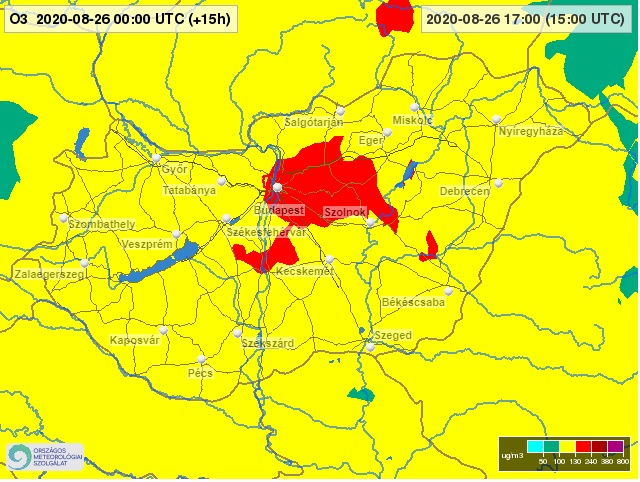 O3 2020-08-26 00:00 UTC (+15h)
2020-08-26 17:00 (15:00 UTC)
Salgótarján
Miskolc
Nyíregyháza
Eger
Győr
Tatabánya
Debrecen
Budapest
Szolnok
Szombathely
Székesfehérvár
Veszprém
Zalaegerszeg
Kecskemét
Békéscsaba
Kaposvár
Szekszárd
Szeged
Pécs
ORSZÁGOS
METEOROLÓGIAI
SZOLGÁLAT
ug/m3
50 100 130 240 380 800